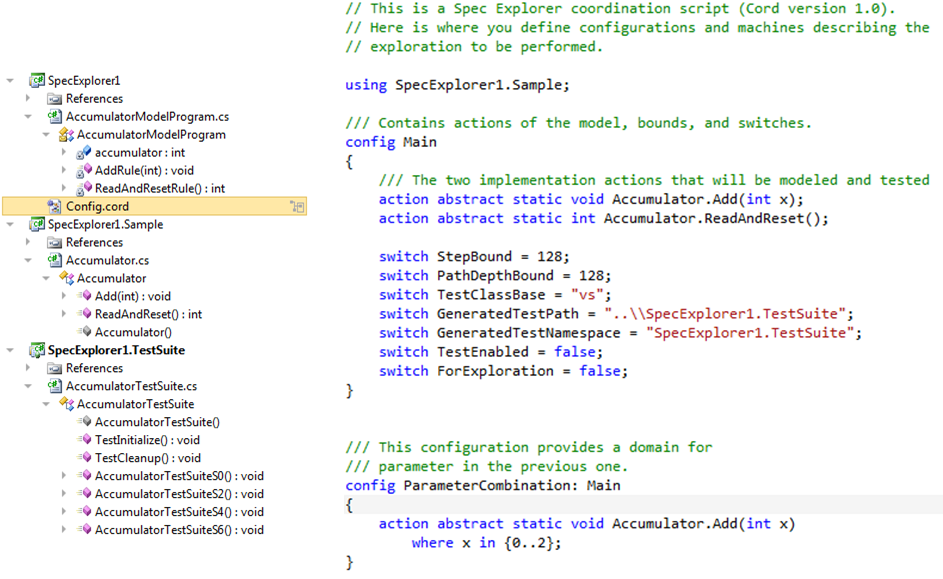 SpecExplorer1
References
AccumulatorModelProgram.cs
AccumulatorModelProgram
accumulator : int
AddRule(int) : void
ReadAndResetRule() : int
Config.cord
SpecExplorer1.Sample
References
Accumulator.cs
Accumulator
Add(int) : void
ReadAndReset() : int
Accumulator()
SpecExplorer1.TestSuite
References
AccumulatorTestSuite.cs
AccumulatorTestSuite
AccumulatorTestSuite()
TestInitialize() : void
TestCleanup() : void
AccumulatorTestSuiteS0() : void
AccumulatorTestSuiteS2() : void
AccumulatorTestSuiteS4() : void
AccumulatorTestSuiteS6() : void
// This is a Spec Explorer coordination script (Cord version 1.0).
// Here is where you define configurations and machines describing the
// exploration to be performed.
using SpecExplorer1.Sample;
/// Contains actions of the model, bounds, and switches.
config Main
{
/// The two implementation actions that will be modeled and tested
action abstract static void Accumulator.Add(int x);
action abstract static int Accumulator.ReadAndReset();
switch StepBound = 128;
switch PathDepthBound = 128;
switch TestClassBase = "vs";
switch GeneratedTestPath = "..\\SpecExplorer1.TestSuite";
switch GeneratedTestNamespace = "SpecExplorer1.TestSuite";
switch TestEnabled = false;
switch ForExploration = false;
}
/// This configuration provides a domain for
/// parameter in the previous one.
config ParameterCombination: Main
{
action abstract static void Accumulator.Add(int x)
where x in {0..2};
}